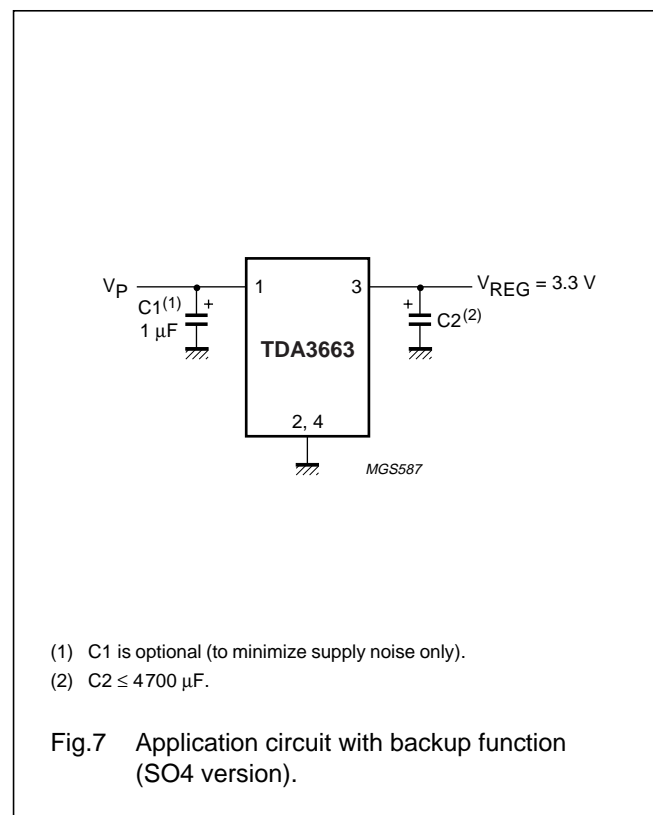 V_P
C1(1) +
1 μF
1
3
TDA3663
2, 4
+
C2(2)
V_REG = 3.3 V
MGS587
(1) C1 is optional (to minimize supply noise only).
(2) C2 ≤ 4700 μF.
Fig.7 Application circuit with backup function
(SO4 version).